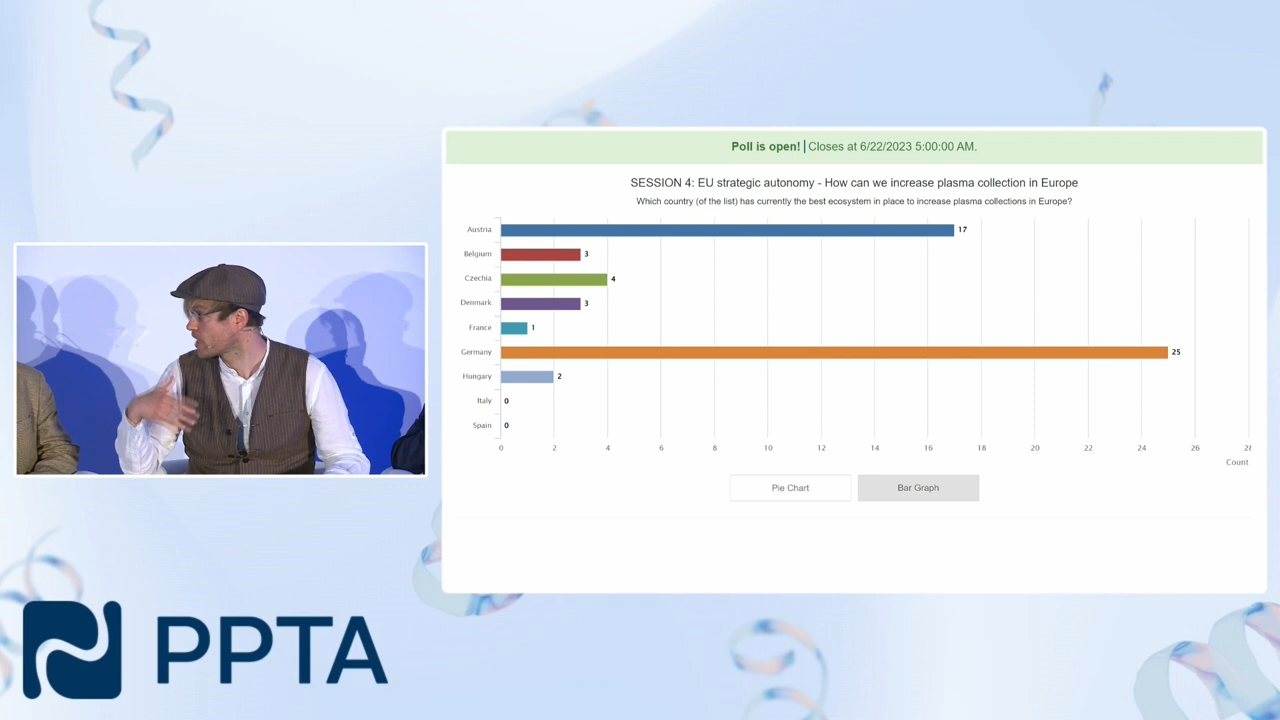 Poll is open! | Closes at 6/22/2023 5:00:00 AM.
SESSION 4: EU strategic autonomy - How can we increase plasma collection in Europe
Which country (of the list) has currently the best ecosystem in place to increase plasma collections in Europe?
Austria 17
Belgium 3
Czechia 4
Denmark 3
France 1
Germany 25
Hungary 2
Italy 0
Spain 0
0 2 4 6 8 10 12 14 16 18 20 22 24 26
Count
Pie Chart Bar Graph
PPTA